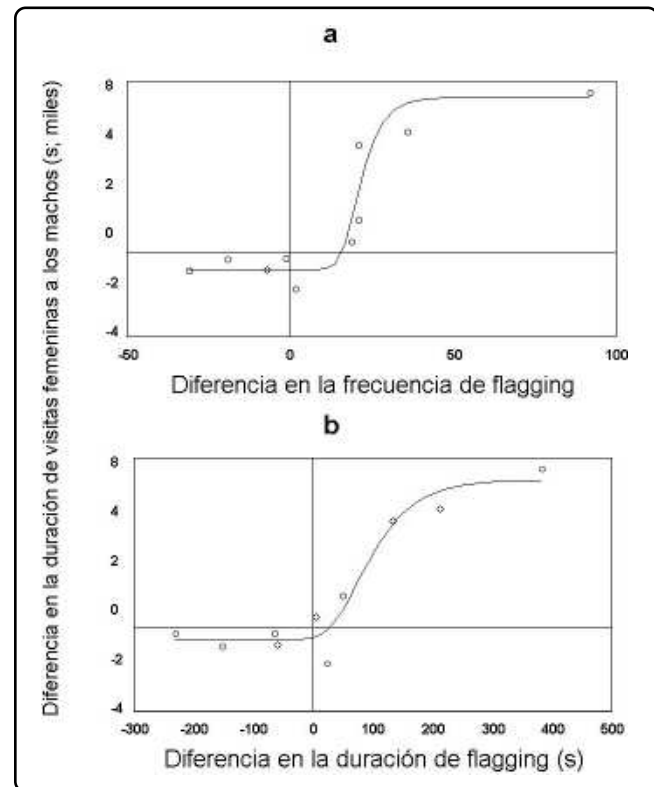 Diferencia en la duración de visitas femeninas a los machos (s; miles)
a
8
4
2
0
-2
-4
-50 0 50 100
Diferencia en la frecuencia de flagging
b
8
4
2
0
-2
-4
-300 -200 -100 0 100 200 300 400 500
Diferencia en la duración de flagging (s)